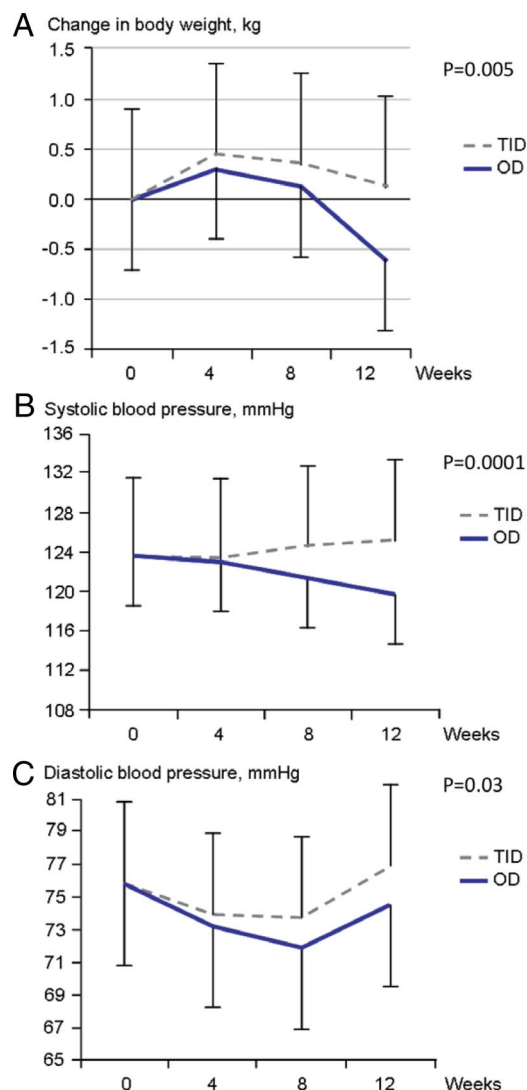 A
Change in body weight, kg
1.5
1.0
0.5
0.0
-0.5
-1.0
-1.5
0 4 8 12 Weeks
P=0.005
TID
OD
B
Systolic blood pressure, mmHg
136
132
128
124
120
116
112
108
0 4 8 12 Weeks
P=0.0001
TID
OD
C
Diastolic blood pressure, mmHg
81
79
77
75
73
71
69
67
65
0 4 8 12 Weeks
P=0.03
TID
OD